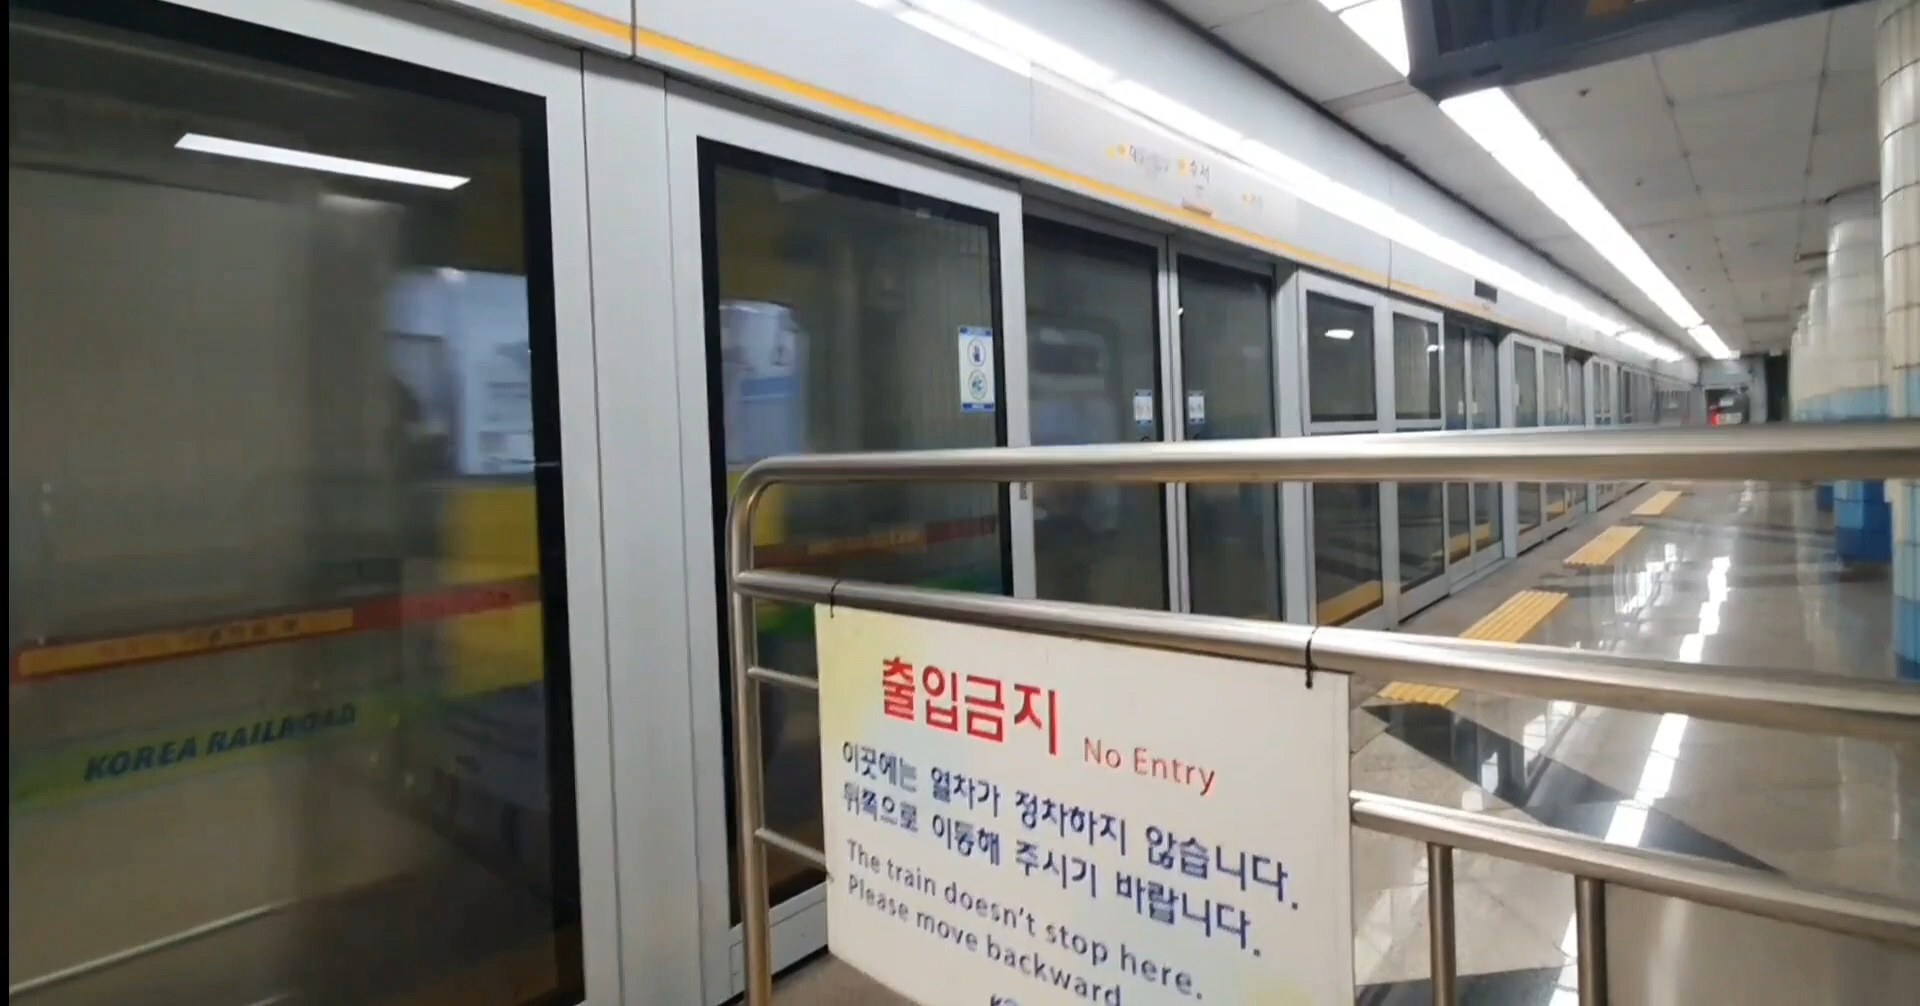 수서
KOREA RAILROAD
출입금지 No Entry
이곳에는 열차가 정차하지 않습니다.
뒤쪽으로 이동해 주시기 바랍니다.
The train doesn't stop here.
Please move backward